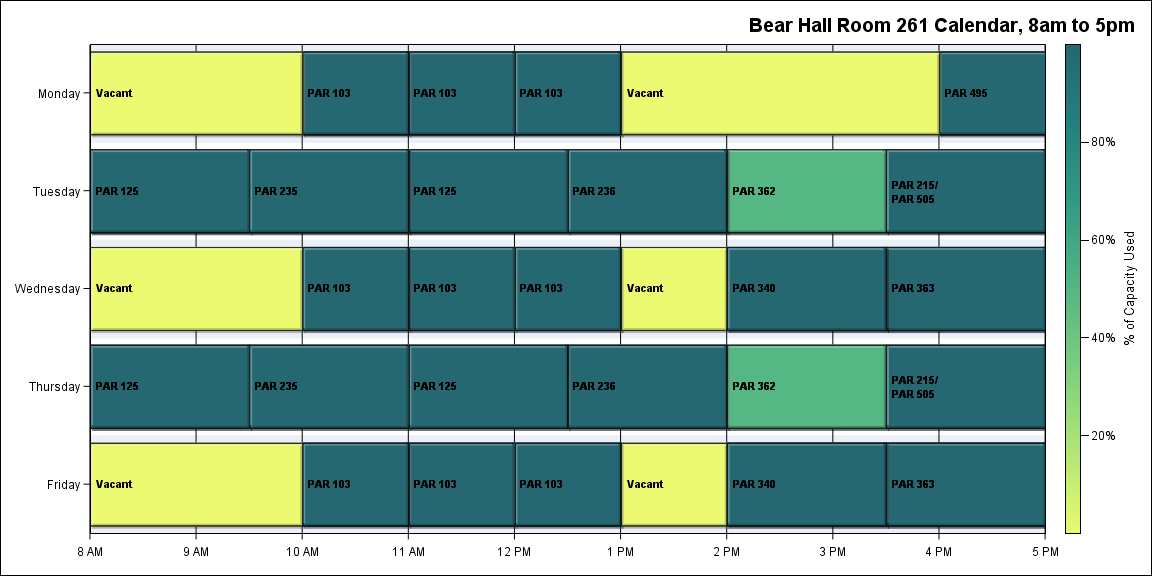 Bear Hall Room 261 Calendar, 8am to 5pm
Monday
Vacant
PAR 103
PAR 103
PAR 103
Vacant
PAR 495
Tuesday
PAR 125
PAR 235
PAR 125
PAR 236
PAR 362
PAR 215/
PAR 505
Wednesday
Vacant
PAR 103
PAR 103
PAR 103
Vacant
PAR 340
PAR 363
Thursday
PAR 125
PAR 235
PAR 125
PAR 236
PAR 362
PAR 215/
PAR 505
Friday
Vacant
PAR 103
PAR 103
PAR 103
Vacant
PAR 340
PAR 363
8 AM
9 AM
10 AM
11 AM
12 PM
1 PM
2 PM
3 PM
4 PM
5 PM
80%
60%
40%
20%
% of Capacity Used